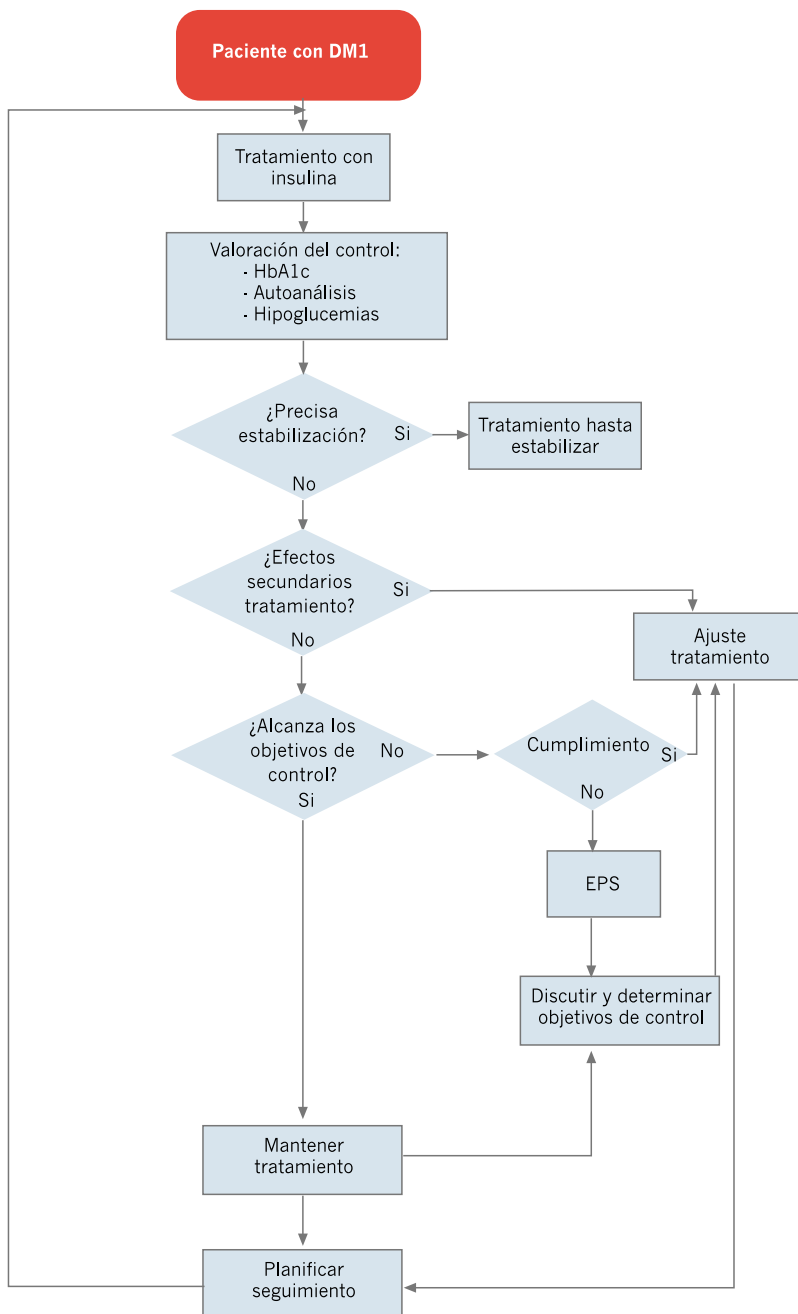 Paciente con DM1
Tratamiento con
insulina
Valoración del control:
- HbA1c
- Autoanálisis
- Hipoglucemias
¿Precisa
estabilización?
Si
No
Tratamiento hasta
estabilizar
¿Efectos
secundarios
tratamiento?
Si
No
Ajuste
tratamiento
¿Alcanza los
objetivos de
control?
No
Si
Cumplimiento
Si
No
EPS
Discutir y determinar
objetivos de control
Mantener
tratamiento
Planificar
seguimiento